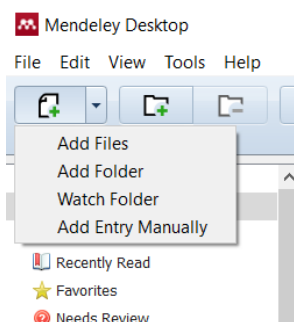 Mendeley Desktop
File Edit View Tools Help
Add Files
Add Folder
Watch Folder
Add Entry Manually
Recently Read
Favorites
Needs Review